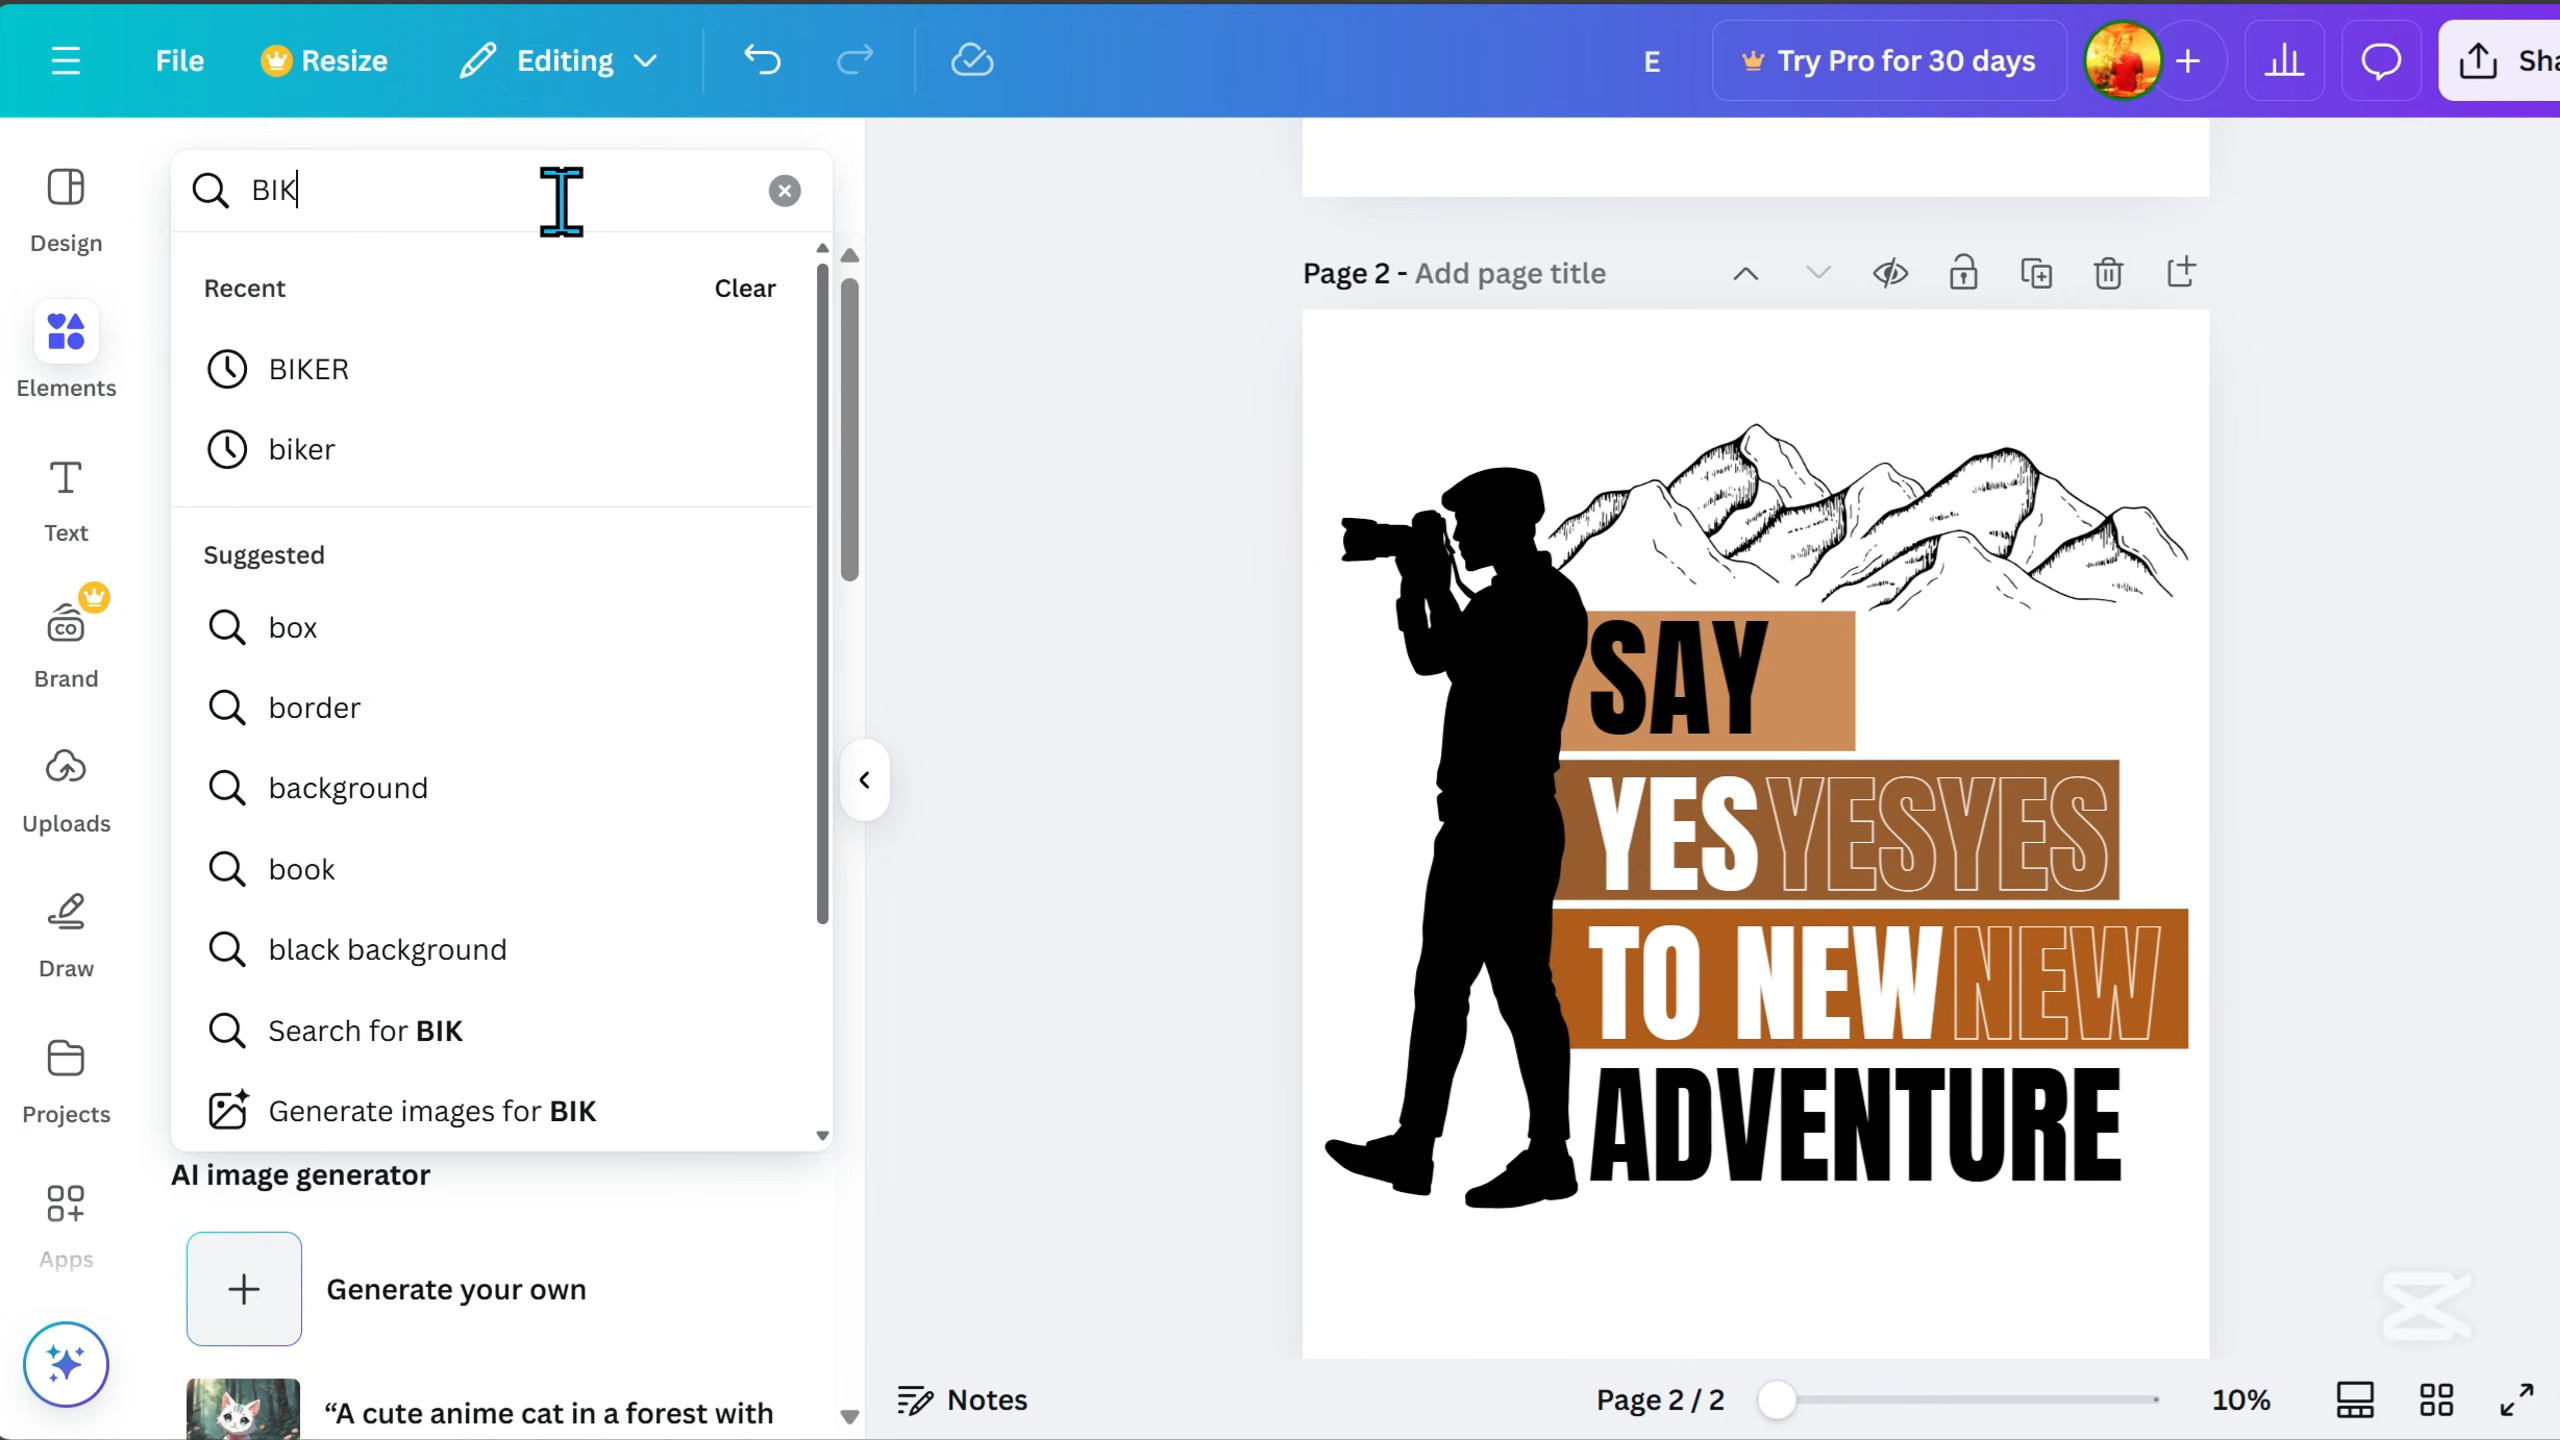 File
Resize
Editing
E
Try Pro for 30 days
Sha
Design
Elements
Text
CO
Brand
Uploads
Draw
Projects
Apps
BIK
Recent
Clear
BIKER
biker
Suggested
box
border
background
book
black background
Search for BIK
Generate images for BIK
AI image generator
Generate your own
“A cute anime cat in a forest with
Page 2 - Add page title
SAY
YESYESYES
TO NEWNEW
ADVENTURE
Notes
Page 2 / 2
10%